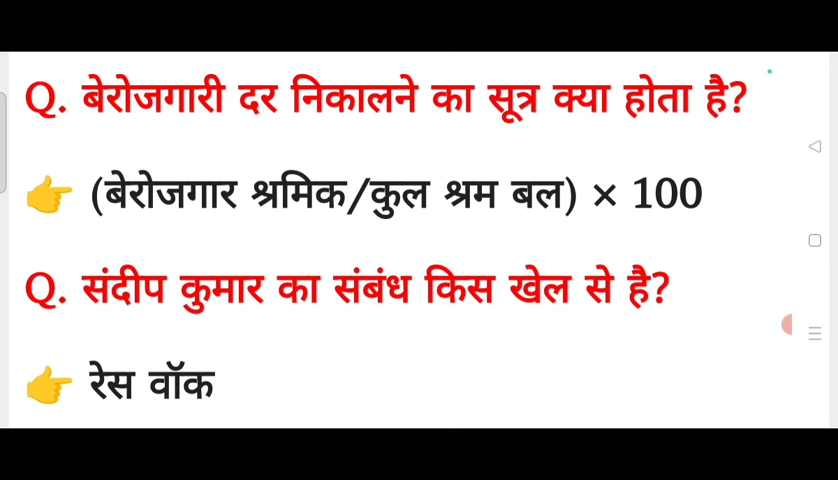 Q. बेरोजगारी दर निकालने का सूत्र क्या होता है?
👉 (बेरोजगार श्रमिक/कुल श्रम बल) × 100
Q. संदीप कुमार का संबंध किस खेल से है?
👉 रेस वॉक